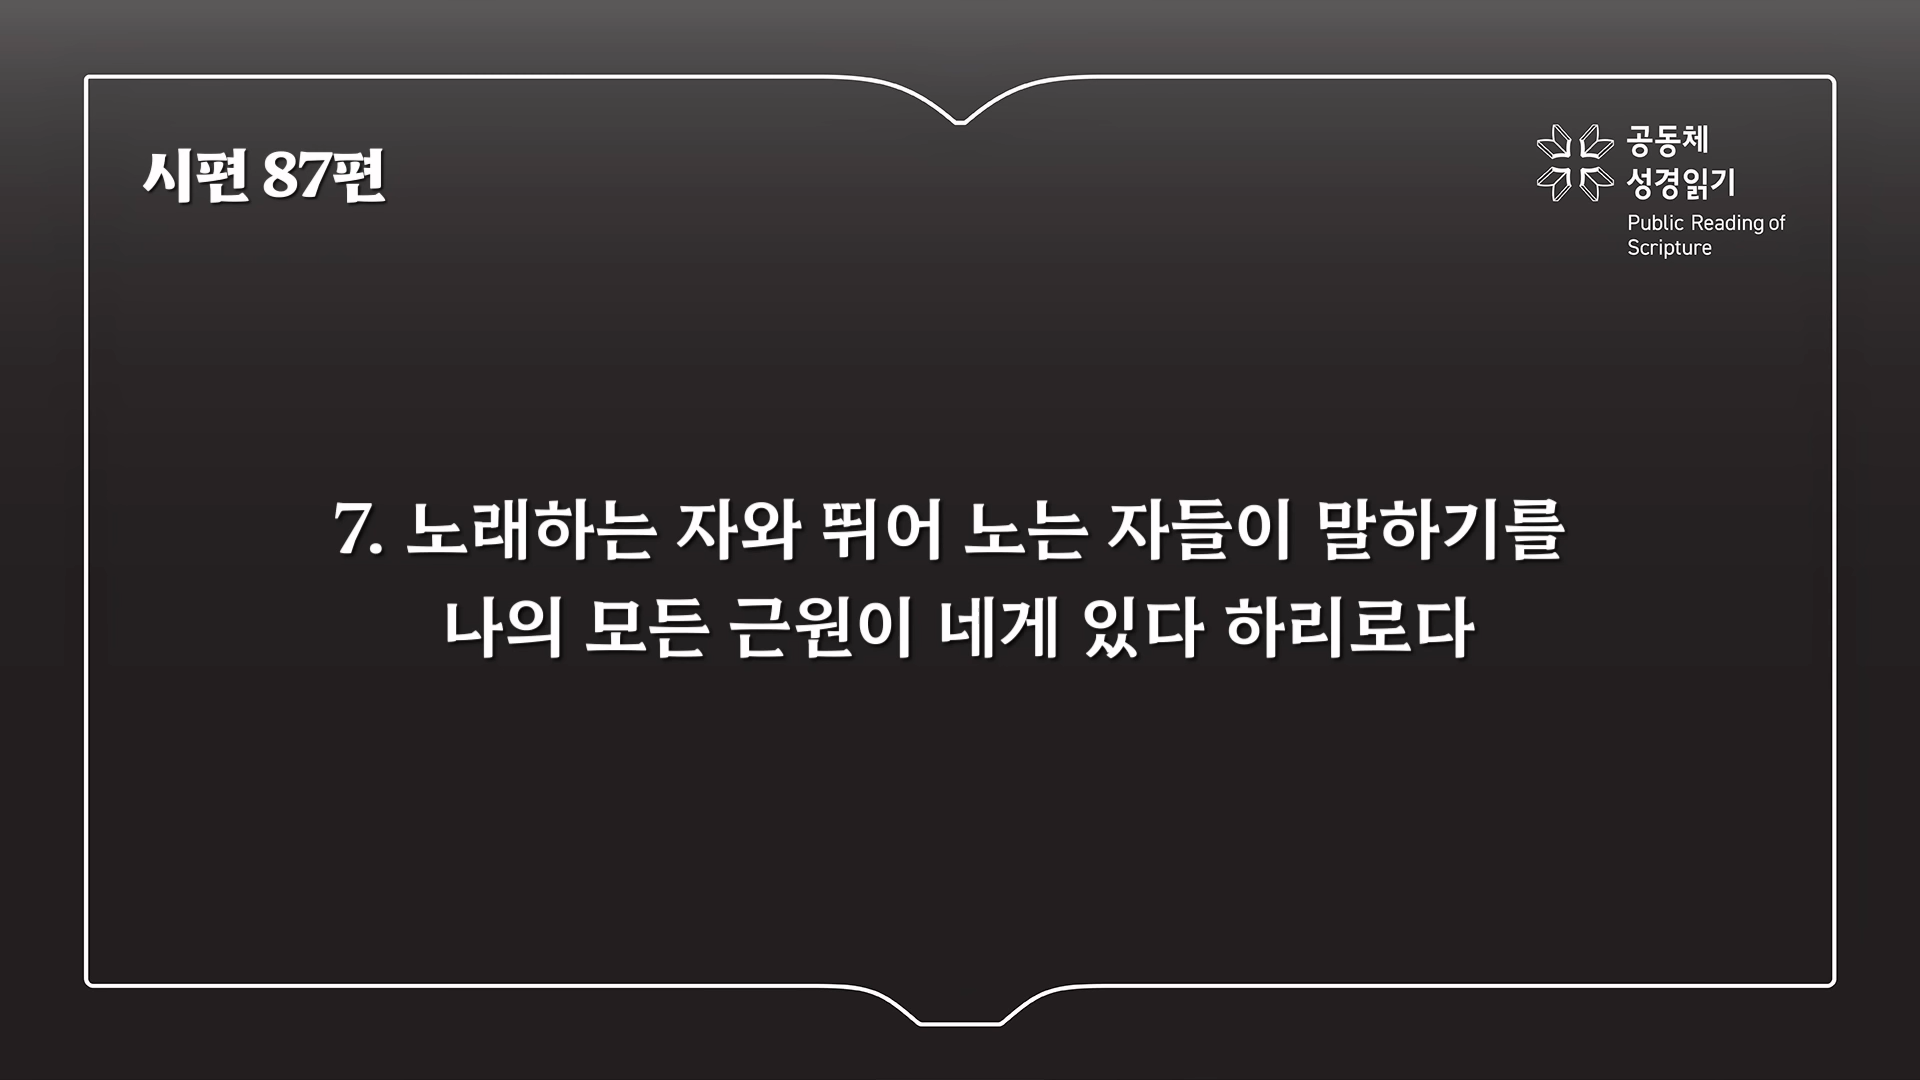 시편 87편
공동체
성경읽기
Public Reading of
Scripture
7. 노래하는 자와 뛰어 노는 자들이 말하기를
나의 모든 근원이 네게 있다 하리로다